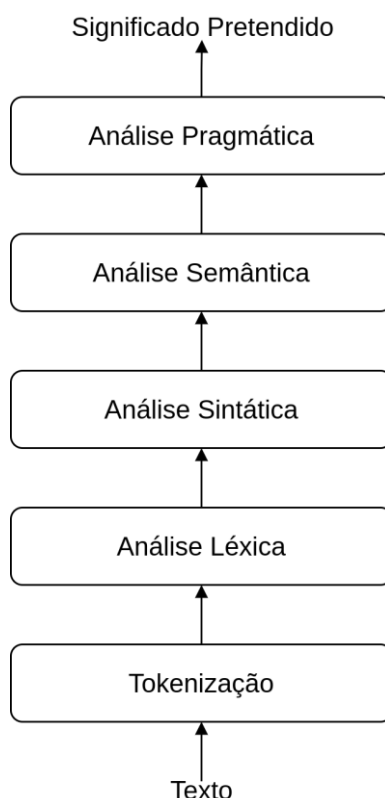 Significado Pretendido
Análise Pragmática
Análise Semântica
Análise Sintática
Análise Léxica
Tokenização
Texto